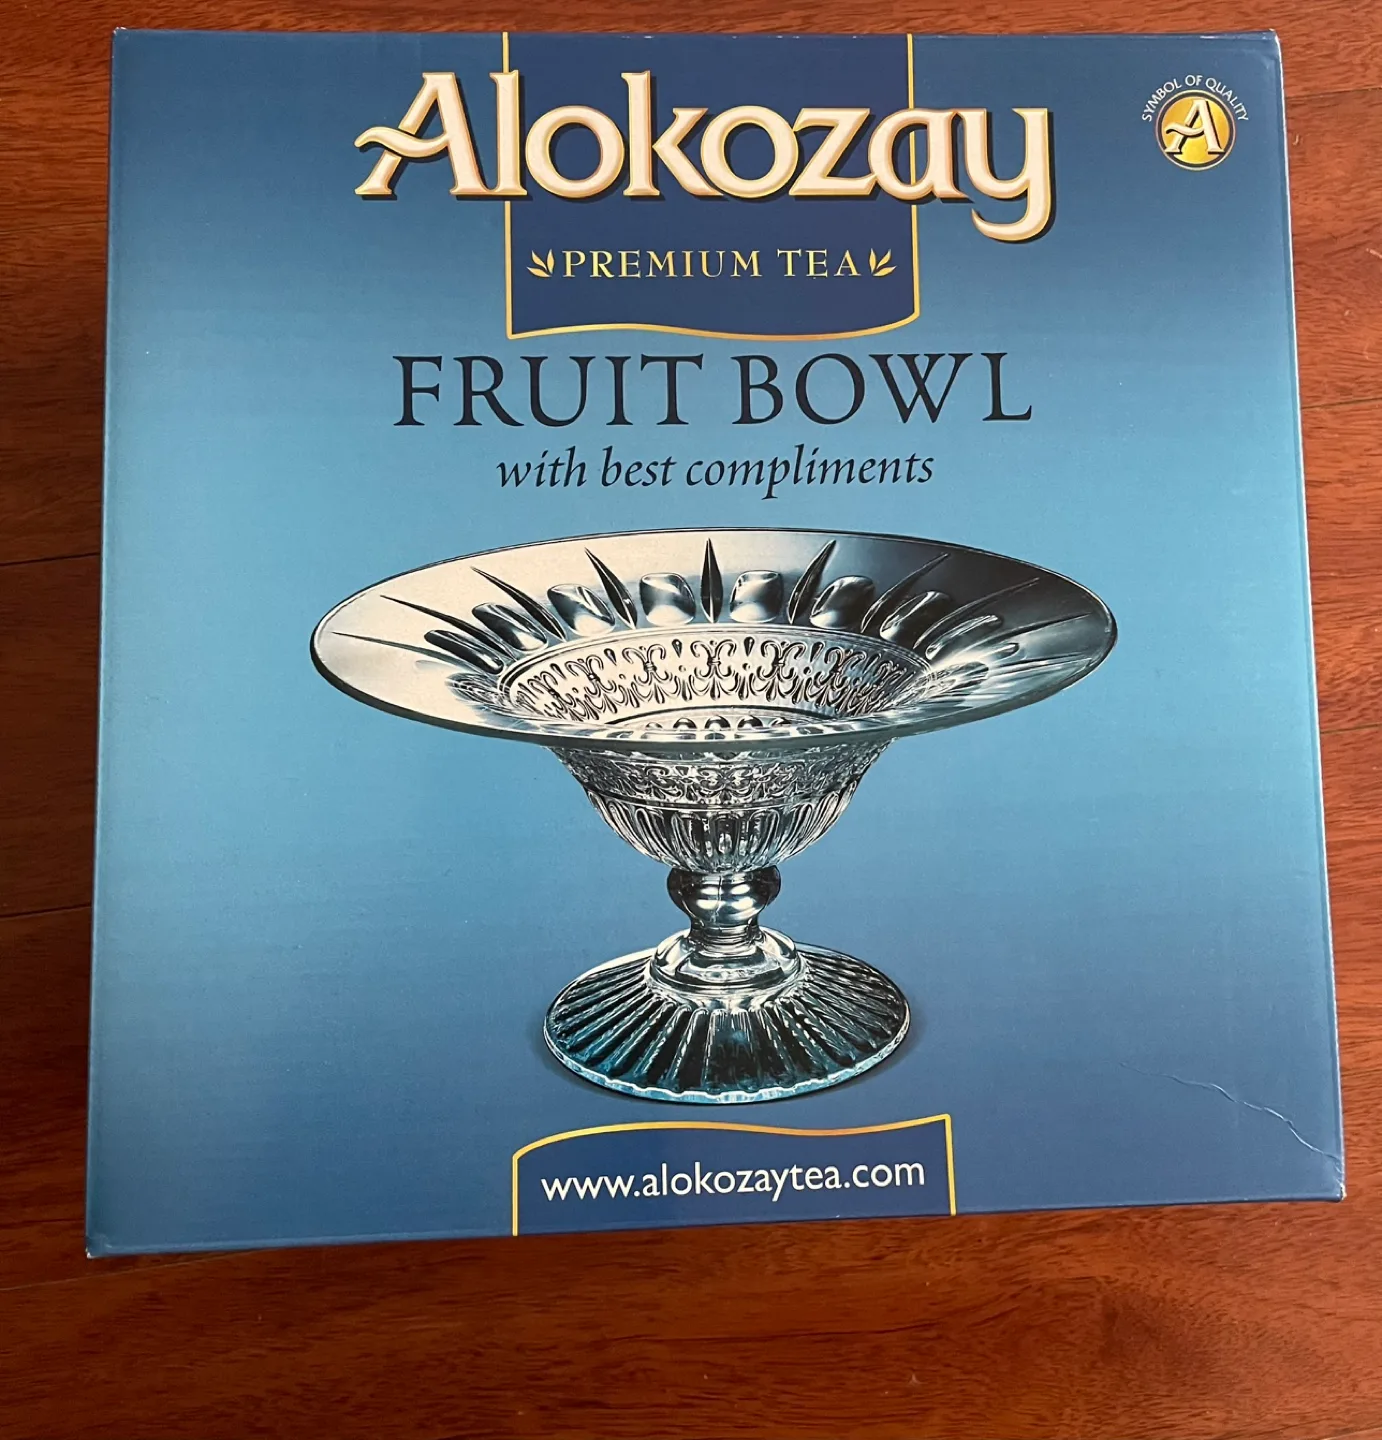 Alokozay
SYMBOL OF QUALITY
A
PREMIUM TEA
FRUIT BOWL
with best compliments
www.alokozaytea.com